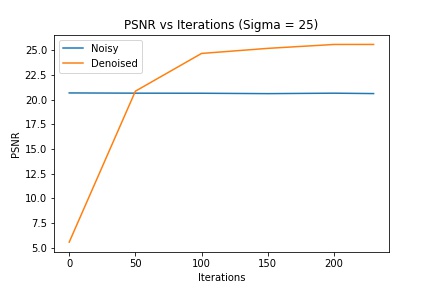 PSNR vs Iterations (Sigma = 25)
Noisy
Denoised
25.0
22.5
20.0
17.5
15.0
12.5
10.0
7.5
5.0
PSNR
0 50 100 150 200
Iterations